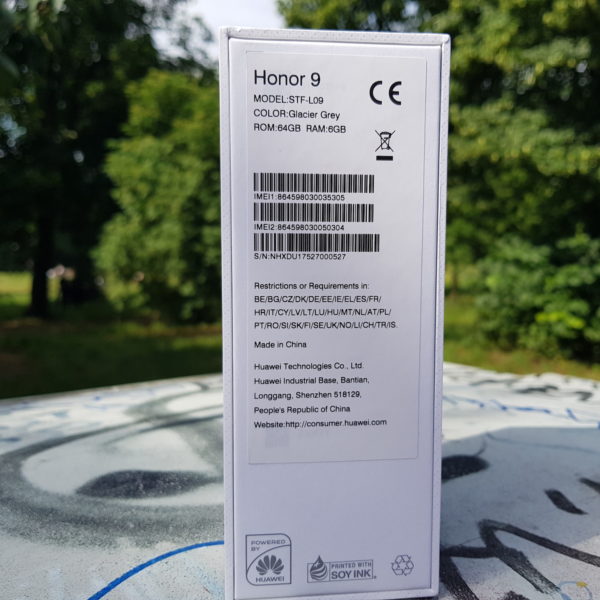 Honor 9
MODEL:STF-L09
COLOR:Glacier Grey
ROM:64GB RAM:6GB
CE
IMEI1:864598030035305
IMEI2:864598030050304
S/N:NHXDU17527000527
Restrictions or Requirements in:
BE/BG/CZ/DK/DE/EE/IE/EL/ES/FR/
HR/IT/CY/LV/LT/LU/HU/MT/NL/AT/PL/
PT/RO/SI/SK/FI/SE/UK/NO/LI/CH/TR/IS.
Made in China
Huawei Technologies Co., Ltd.
Huawei Industrial Base, Bantian,
Longgang, Shenzhen 518129,
People's Republic of China
Website:http://consumer.huawei.com
POWERED
BY
HUAWEI
PRINTED WITH
SOY INK